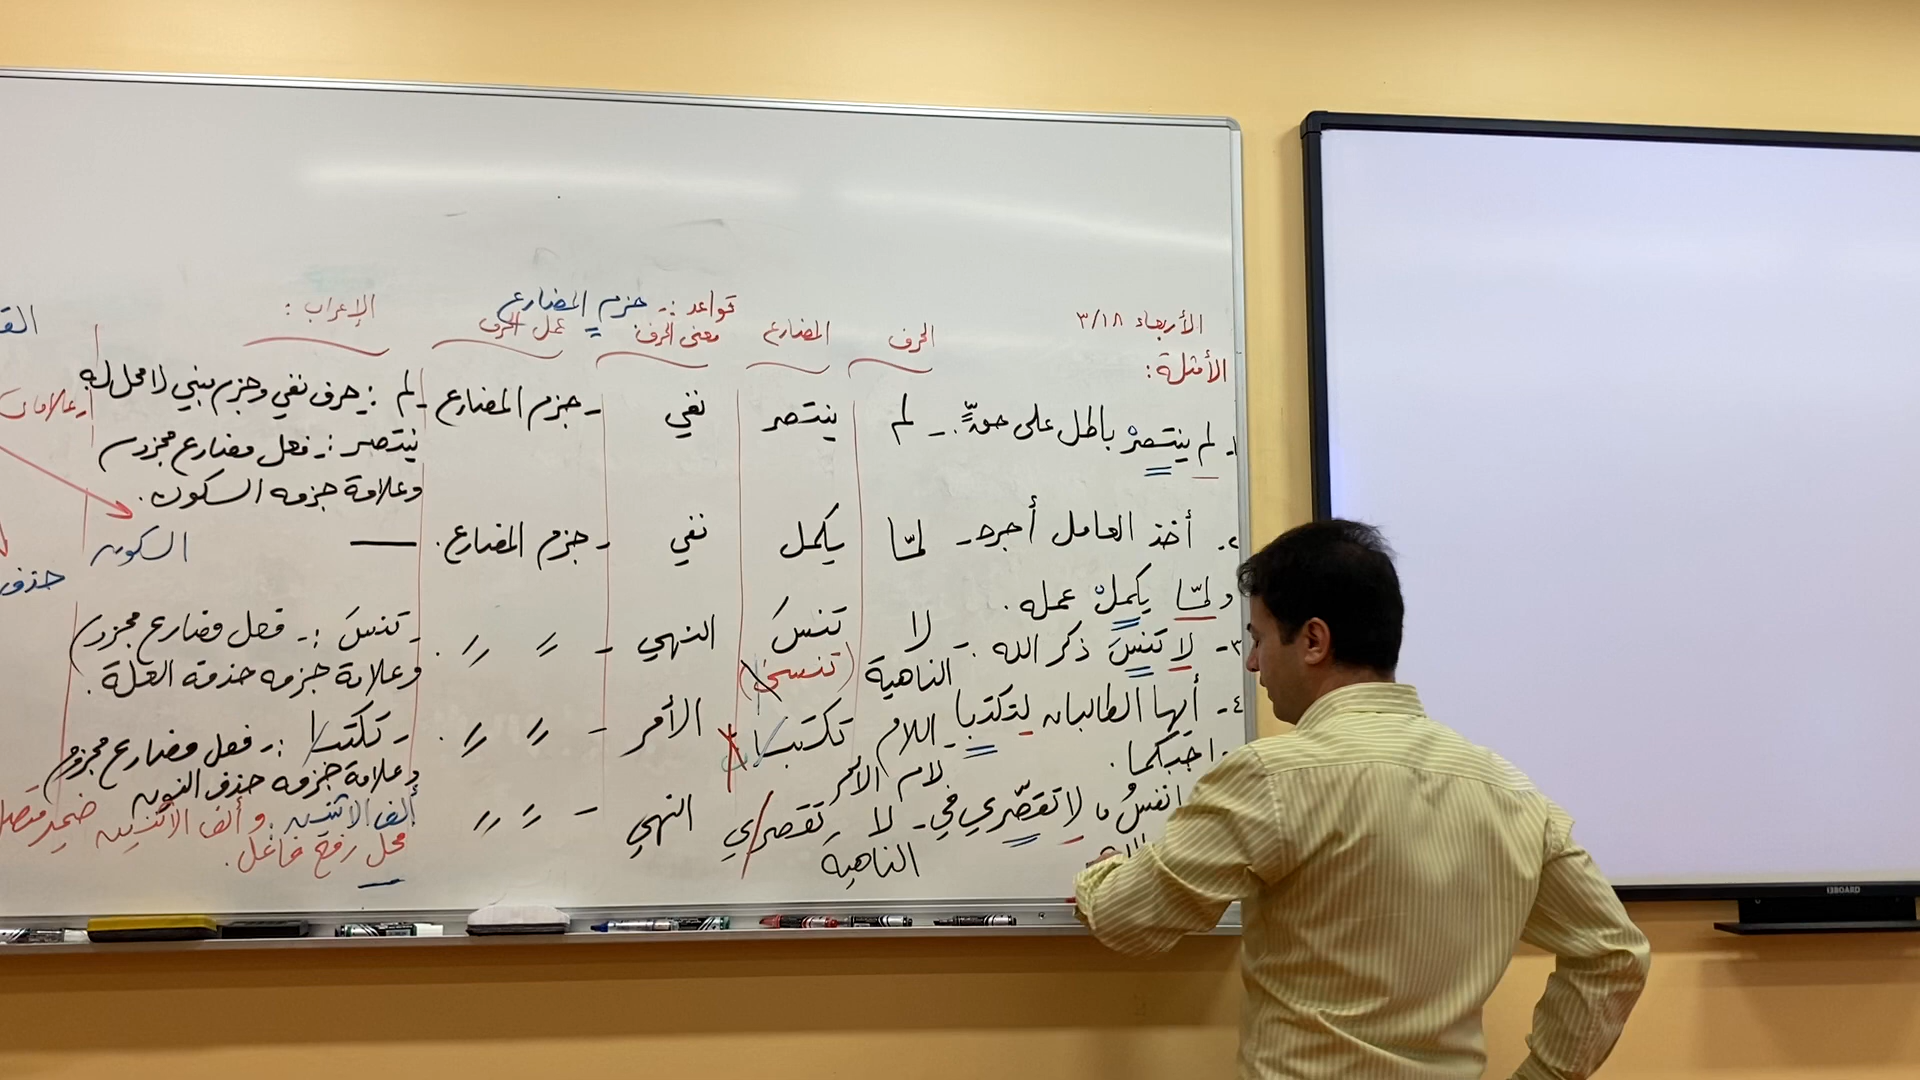 الأربعاء ٣/١٨
قواعد :- جزم المضارع
الأمثلة :
الحرف
المضارع
معنى الحرف
عمل الحرف
الإعراب :
١- لم ينتصرْ باطل على حقٍّ .
لم
ينتصر
نفي
- جزم المضارع
- لم :- حرف نفي وجزم مبني لا محل له
ينتصر :- فعل مضارع مجزوم
وعلامة جزمه السكون .
٢- أخذ العامل أجره
ولمّا يكملْ عمله .
لمّا
يكمل
نفي
- جزم المضارع .
السكون
حذف
٣- لا تنسَ ذكر الله .
لا الناهية
تنسَ
(تنسى)
النهي
- 〃 〃 .
- تنسَ :- فعل مضارع مجزوم
وعلامة جزمه حذف العلة .
٤- أيها الطالبان لتكتبا
واجبكما .
اللام
لام الأمر
تكتبان
الأمر
- 〃 〃 .
- تكتبا :- فعل مضارع مجزوم
وعلامة جزمه حذف النون
ألف الاثنين . و ألف الاثنين ضمير متصل
محل رفع فاعل .
لا تقصّري في
لا الناهية
تقصري
النهي
- 〃 〃
I3BOARD